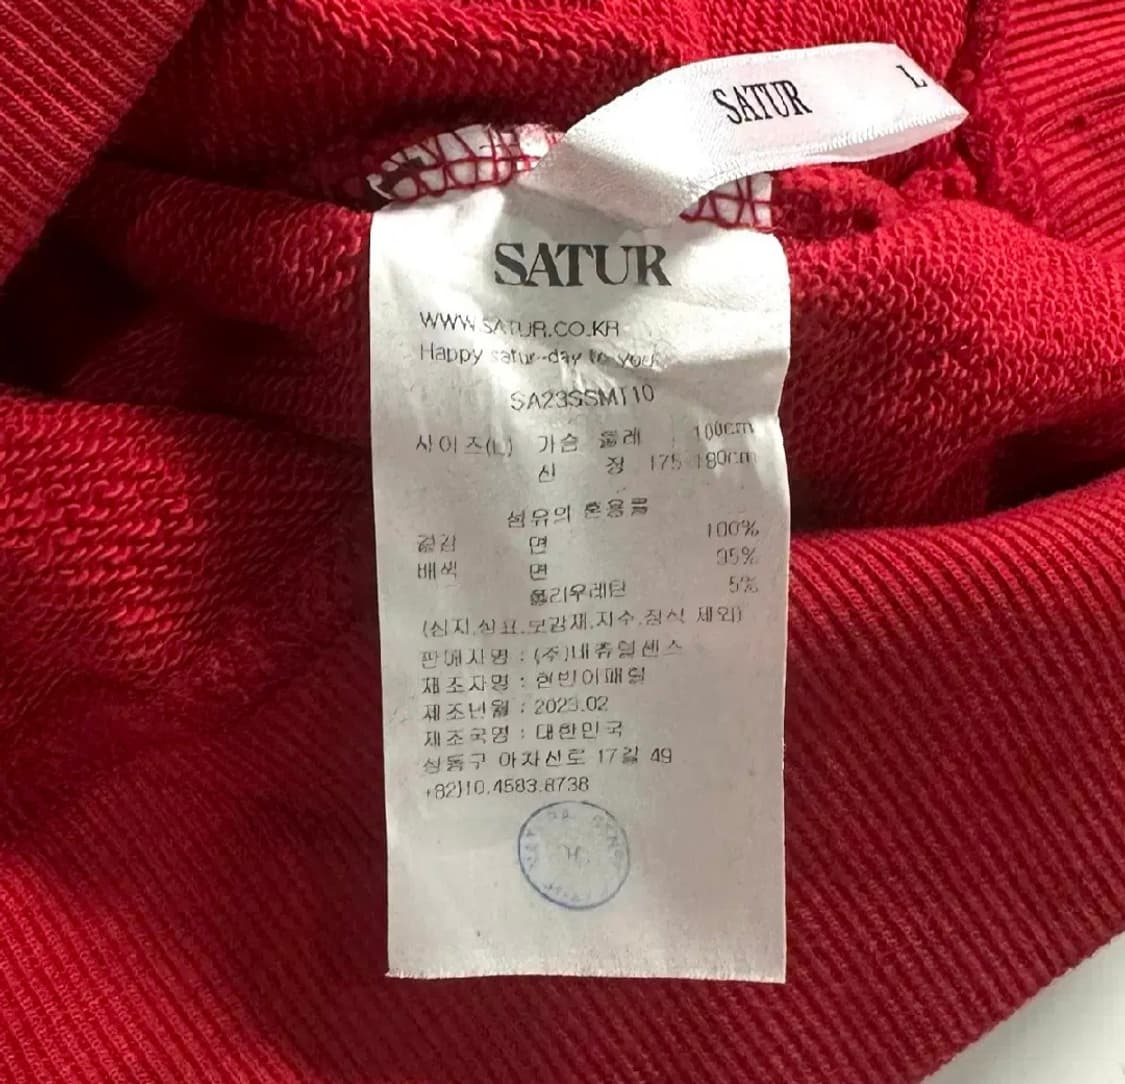 SATUR L
SATUR
WWW.SATUR.CO.KR
Happy satur-day to you
SA23SSMT10
사이즈(L) 가슴 둘레 100cm
신 장 175-180cm
섬유의 혼용률
겉감 면 100%
배색 면 95%
폴리우레탄 5%
(심지,상표,보강재,자수,장식 제외)
판매자명 : (주)내츄럴센스
제조자명 : 현빈어패럴
제조년월 : 2023.02
제조국명 : 대한민국
성동구 아차산로 17길 49
+82)10.4583.8738